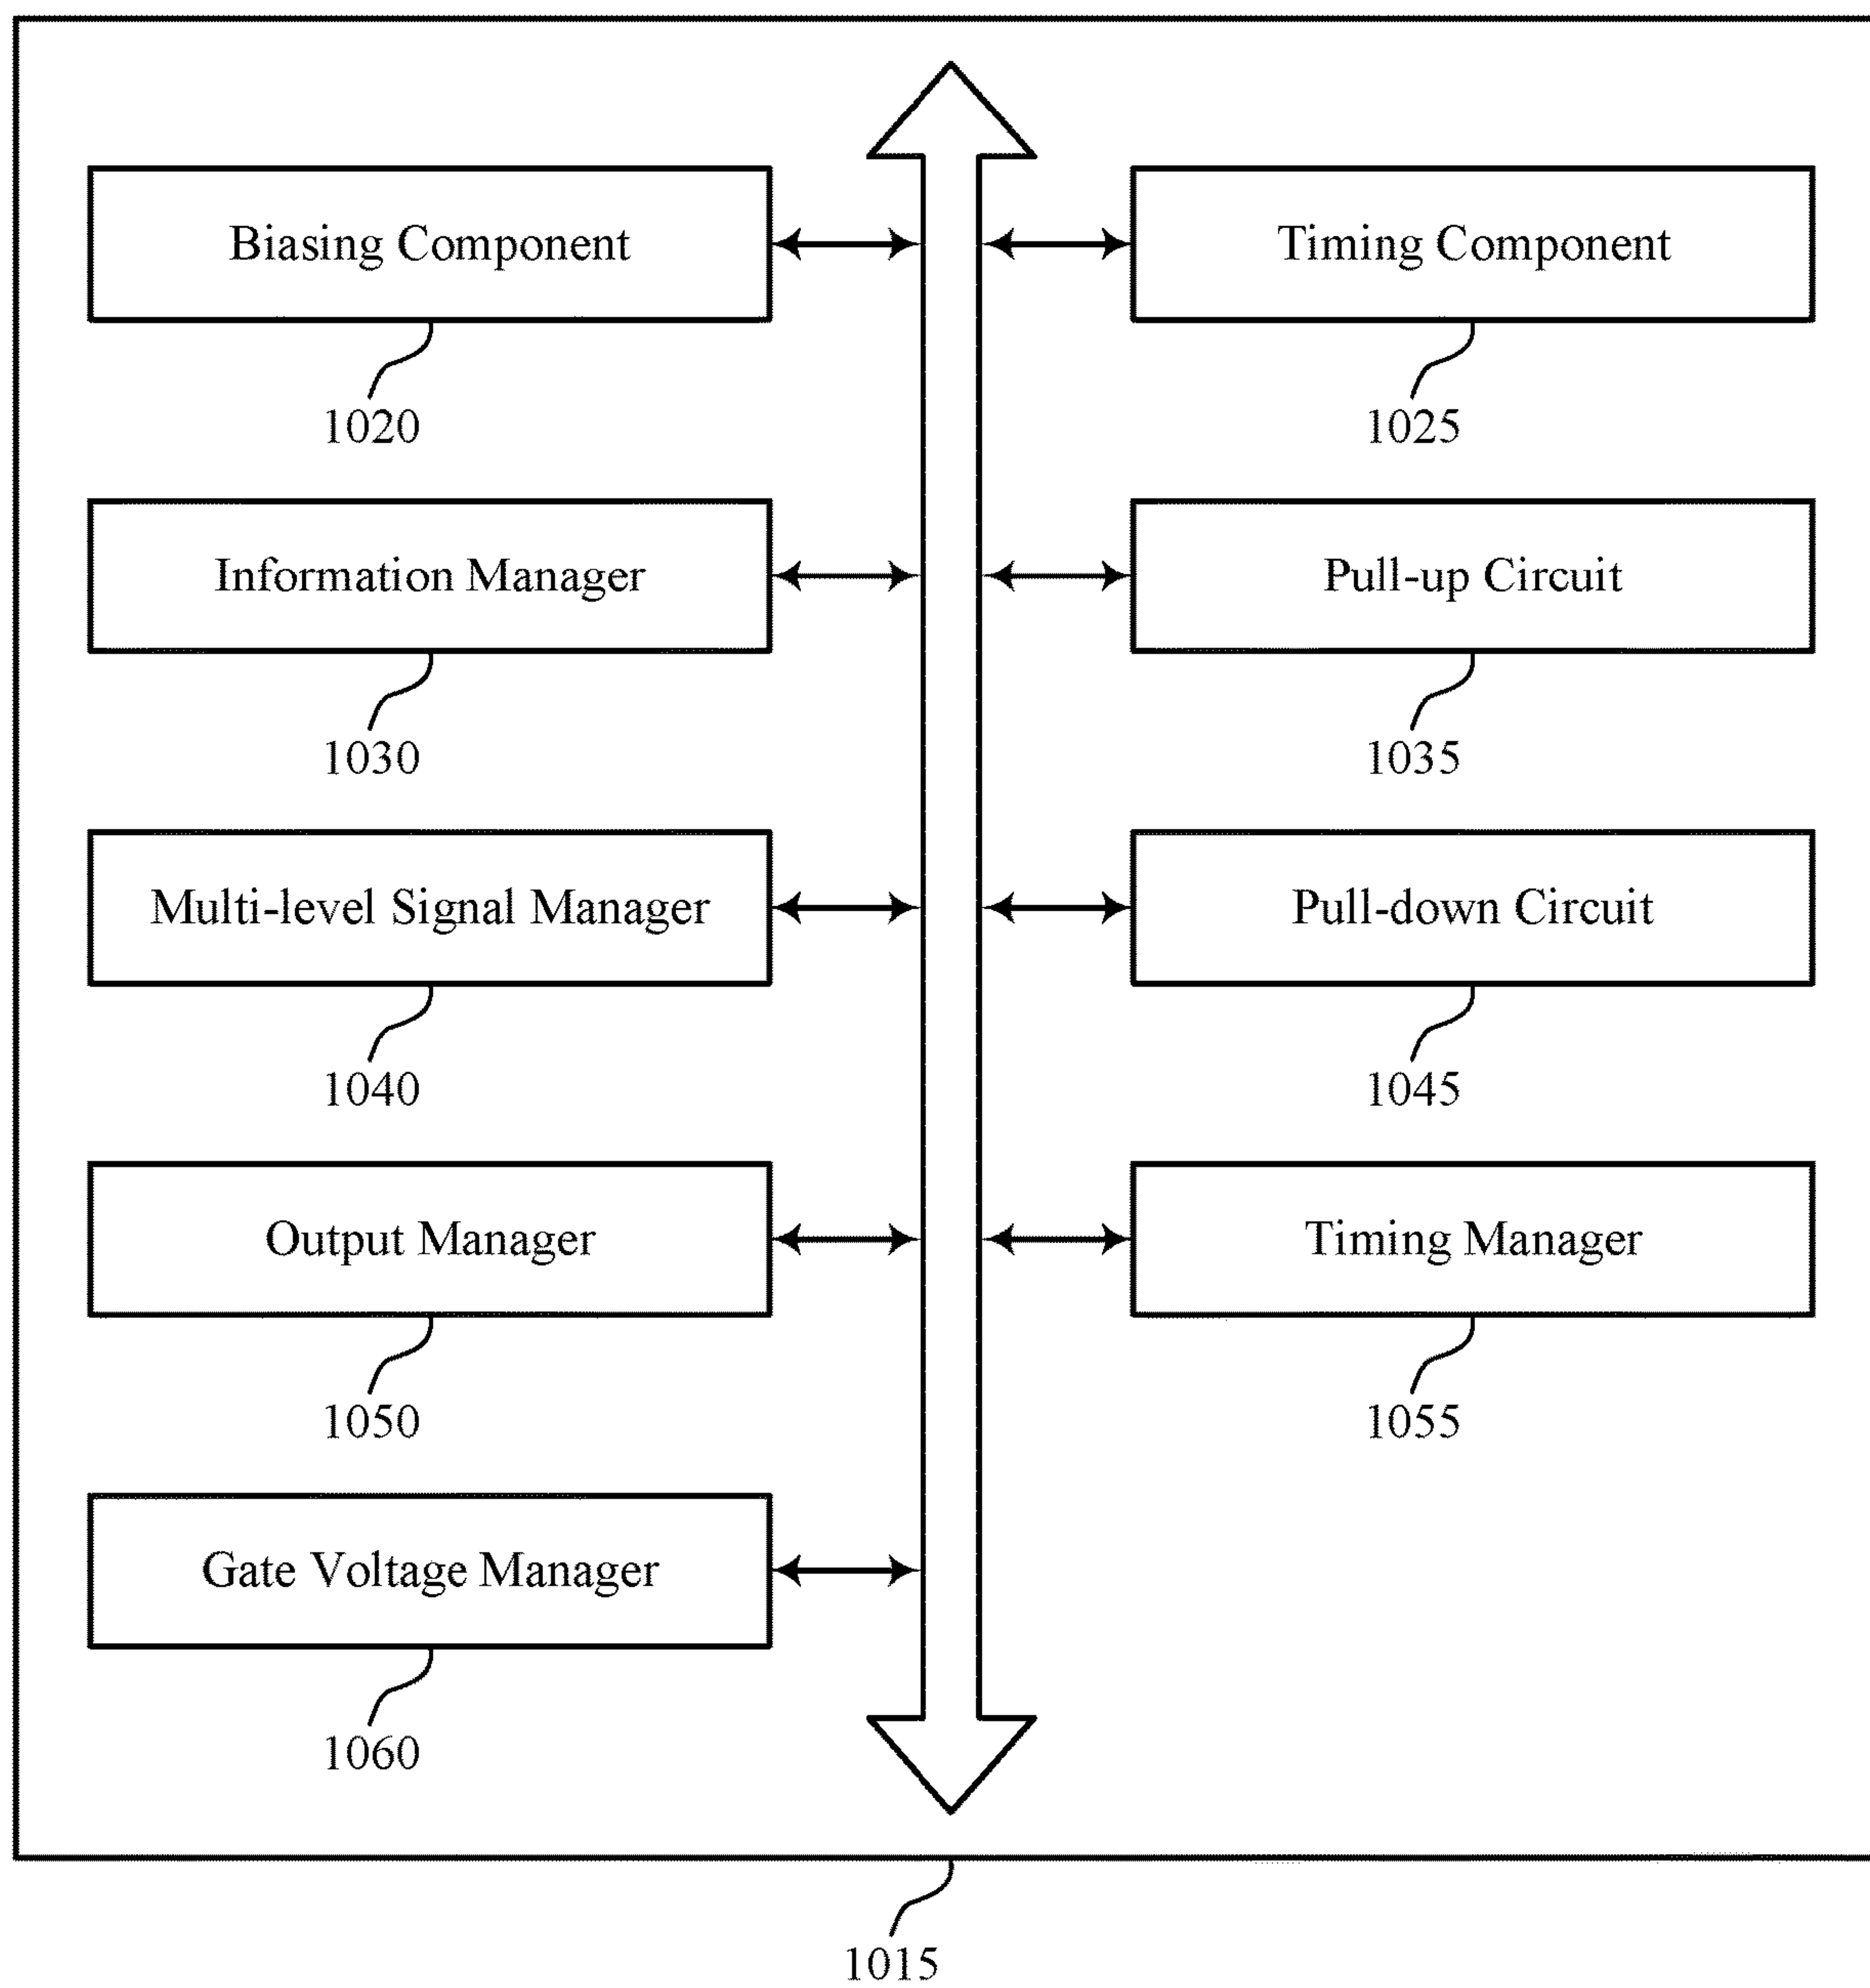 Biasing Component
Timing Component
1020
1025
Information Manager
Pull-up Circuit
1030
1035
Multi-level Signal Manager
Pull-down Circuit
1040
1045
Output Manager
Timing Manager
1050
1055
Gate Voltage Manager
1060
1015